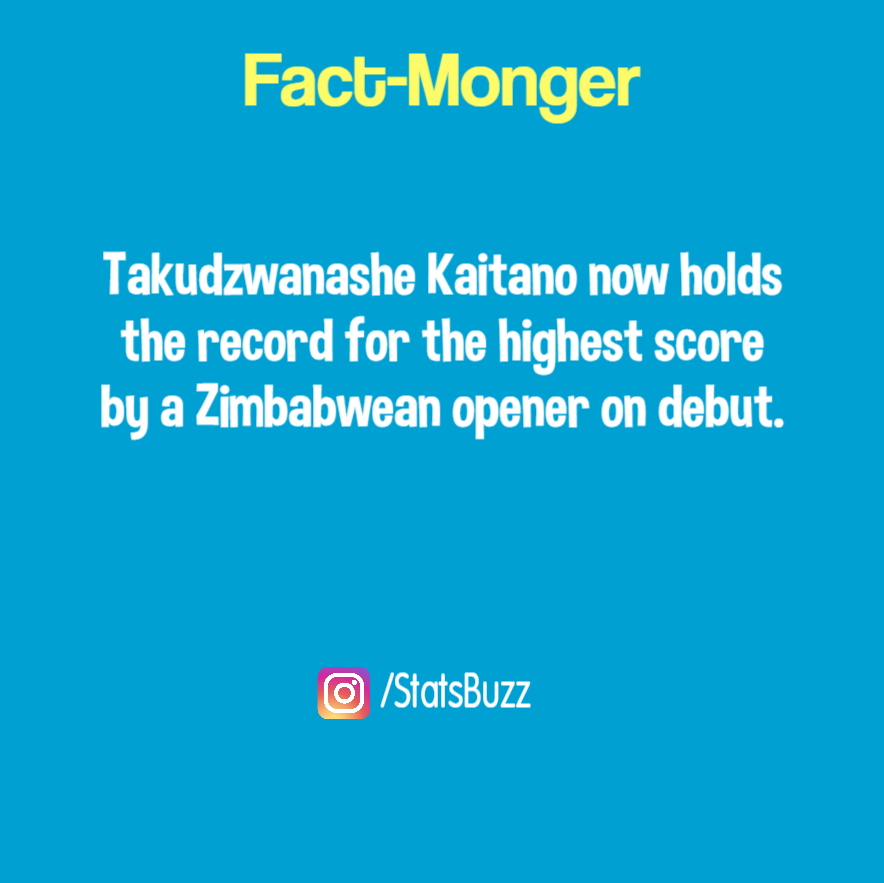 Fact-Monger
Takudzwanashe Kaitano now holds
the record for the highest score
by a Zimbabwean opener on debut.
/StatsBuzz